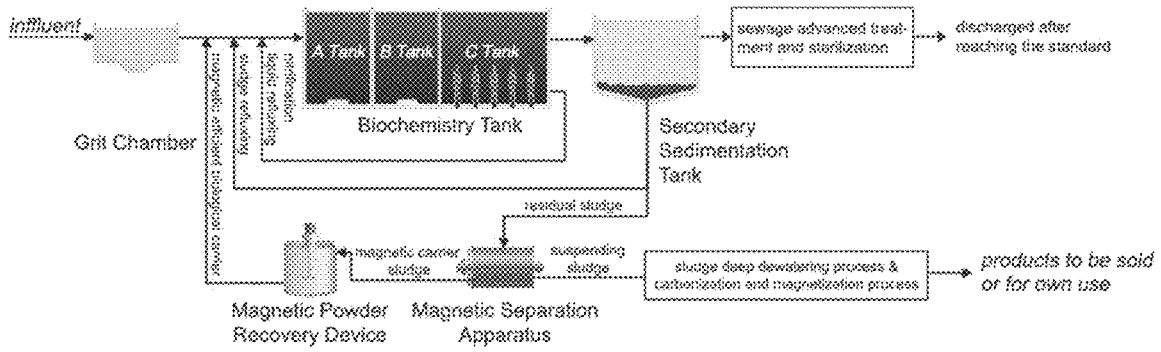 inffluent
A Tank
B Tank
C Tank
sewage advanced treat-
ment and sterilization
discharged after
reaching the standard
Biochemistry Tank
Grit Chamber
Secondary
Sedimentation
Tank
nitrification
liquid refluxing
sludge refluxing
magnetic efficient biological carrier
residual sludge
magnetic carrier
sludge
suspending
sludge
sludge deep dewatering process &
carbonization and magnetization process
products to be sold
or for own use
Magnetic Powder
Recovery Device
Magnetic Separation
Apparatus